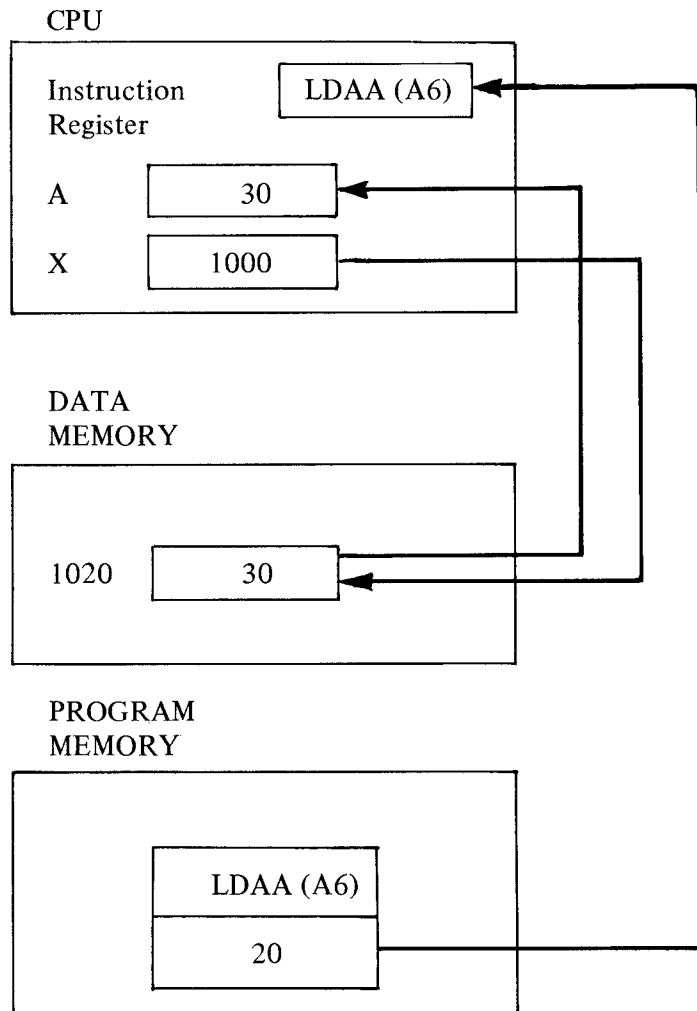 CPU
Instruction
Register
LDAA (A6)
A
30
X
1000
DATA
MEMORY
1020
30
PROGRAM
MEMORY
LDAA (A6)
20